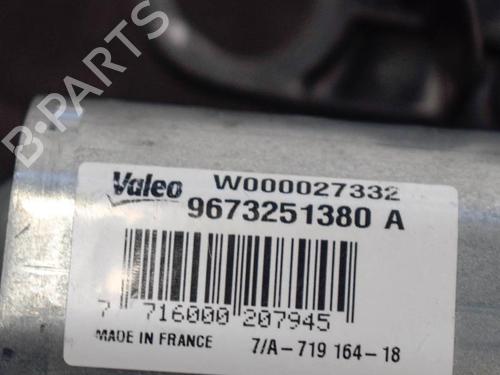 B-PARTS
Valeo W000027332
9673251380 A
7 716000 207945
MADE IN FRANCE 7/A-719 164-18